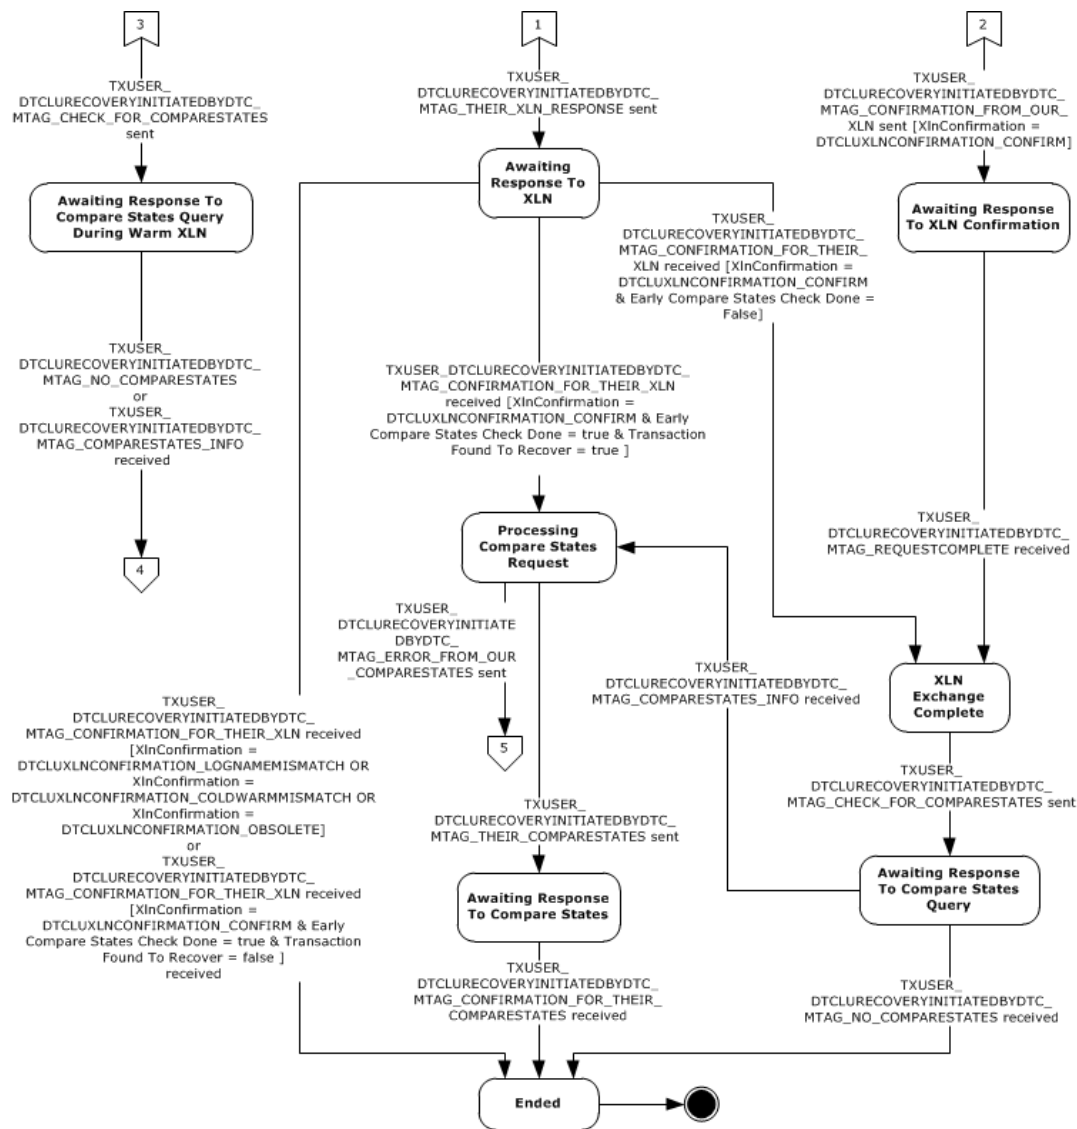 3
1
2
TXUSER_
DTCLURECOVERYINITIATEDBYDTC_
MTAG_CHECK_FOR_COMPARESTATES
sent
TXUSER_
DTCLURECOVERYINITIATEDBYDTC_
MTAG_THEIR_XLN_RESPONSE sent
TXUSER_
DTCLURECOVERYINITIATEDBYDTC_
MTAG_CONFIRMATION_FROM_OUR_
XLN sent [XlnConfirmation =
DTCLUXLNCONFIRMATION_CONFIRM]
Awaiting Response To
Compare States Query
During Warm XLN
Awaiting
Response To
XLN
Awaiting Response
To XLN Confirmation
TXUSER_
DTCLURECOVERYINITIATEDBYDTC_
MTAG_CONFIRMATION_FOR_THEIR_
XLN received [XlnConfirmation =
DTCLUXLNCONFIRMATION_CONFIRM
& Early Compare States Check Done =
False]
TXUSER_
DTCLURECOVERYINITIATEDBYDTC_
MTAG_NO_COMPARESTATES
or
TXUSER_
DTCLURECOVERYINITIATEDBYDTC_
MTAG_COMPARESTATES_INFO
received
TXUSER_DTCLURECOVERYINITIATEDBYDTC_
MTAG_CONFIRMATION_FOR_THEIR_XLN
received [XlnConfirmation =
DTCLUXLNCONFIRMATION_CONFIRM & Early
Compare States Check Done = true & Transaction
Found To Recover = true ]
4
Processing
Compare States
Request
TXUSER_
DTCLURECOVERYINITIATEDBYDTC_
MTAG_REQUESTCOMPLETE received
TXUSER_
DTCLURECOVERYINITIATE
DBYDTC_
MTAG_ERROR_FROM_OUR
_COMPARESTATES sent
TXUSER_
DTCLURECOVERYINITIATEDBYDTC_
MTAG_COMPARESTATES_INFO received
XLN
Exchange
Complete
5
TXUSER_
DTCLURECOVERYINITIATEDBYDTC_
MTAG_CONFIRMATION_FOR_THEIR_XLN received
[XlnConfirmation =
DTCLUXLNCONFIRMATION_LOGNAMEMISMATCH OR
XlnConfirmation =
DTCLUXLNCONFIRMATION_COLDWARMMISMATCH OR
XlnConfirmation =
DTCLUXLNCONFIRMATION_OBSOLETE]
or
TXUSER_
DTCLURECOVERYINITIATEDBYDTC_
MTAG_CONFIRMATION_FOR_THEIR_XLN received
[XlnConfirmation =
DTCLUXLNCONFIRMATION_CONFIRM & Early
Compare States Check Done = true & Transaction
Found To Recover = false ]
received
TXUSER_
DTCLURECOVERYINITIATEDBYDTC_
MTAG_THEIR_COMPARESTATES sent
TXUSER_
DTCLURECOVERYINITIATEDBYDTC_
MTAG_CHECK_FOR_COMPARESTATES sent
Awaiting Response
To Compare States
Awaiting Response
To Compare States
Query
TXUSER_
DTCLURECOVERYINITIATEDBYDTC_
MTAG_CONFIRMATION_FOR_THEIR_
COMPARESTATES received
TXUSER_
DTCLURECOVERYINITIATEDBYDTC_
MTAG_NO_COMPARESTATES received
Ended